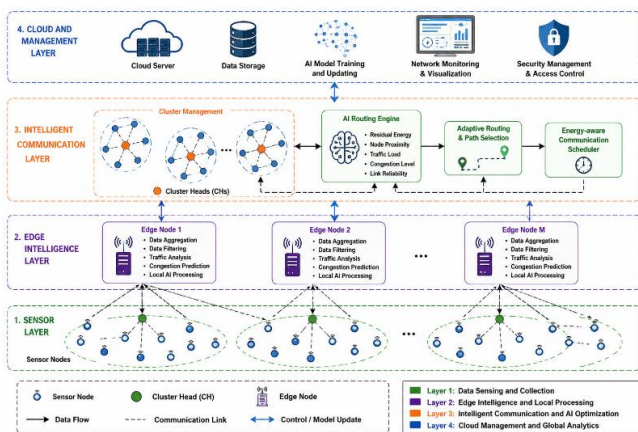 4. CLOUD AND
MANAGEMENT
LAYER
Cloud Server
Data Storage
AI Model Training
and Updating
Network Monitoring
& Visualization
Security Management
& Access Control
3. INTELLIGENT
COMMUNICATION
LAYER
Cluster Management
Cluster Heads (CHs)
AI Routing Engine
• Residual Energy
• Node Proximity
• Traffic Load
• Congestion Level
• Link Reliability
Adaptive Routing
& Path Selection
Energy-aware
Communication
Scheduler
2. EDGE
INTELLIGENCE
LAYER
Edge Node 1
• Data Aggregation
• Data Filtering
• Traffic Analysis
• Congestion Prediction
• Local AI Processing
Edge Node 2
• Data Aggregation
• Data Filtering
• Traffic Analysis
• Congestion Prediction
• Local AI Processing
Edge Node M
• Data Aggregation
• Data Filtering
• Traffic Analysis
• Congestion Prediction
• Local AI Processing
1. SENSOR
LAYER
Sensor Nodes
Sensor Node
Cluster Head (CH)
Edge Node
Data Flow
Communication Link
Control / Model Update
Layer 1: Data Sensing and Collection
Layer 2: Edge Intelligence and Local Processing
Layer 3: Intelligent Communication and AI Optimization
Layer 4: Cloud Management and Global Analytics